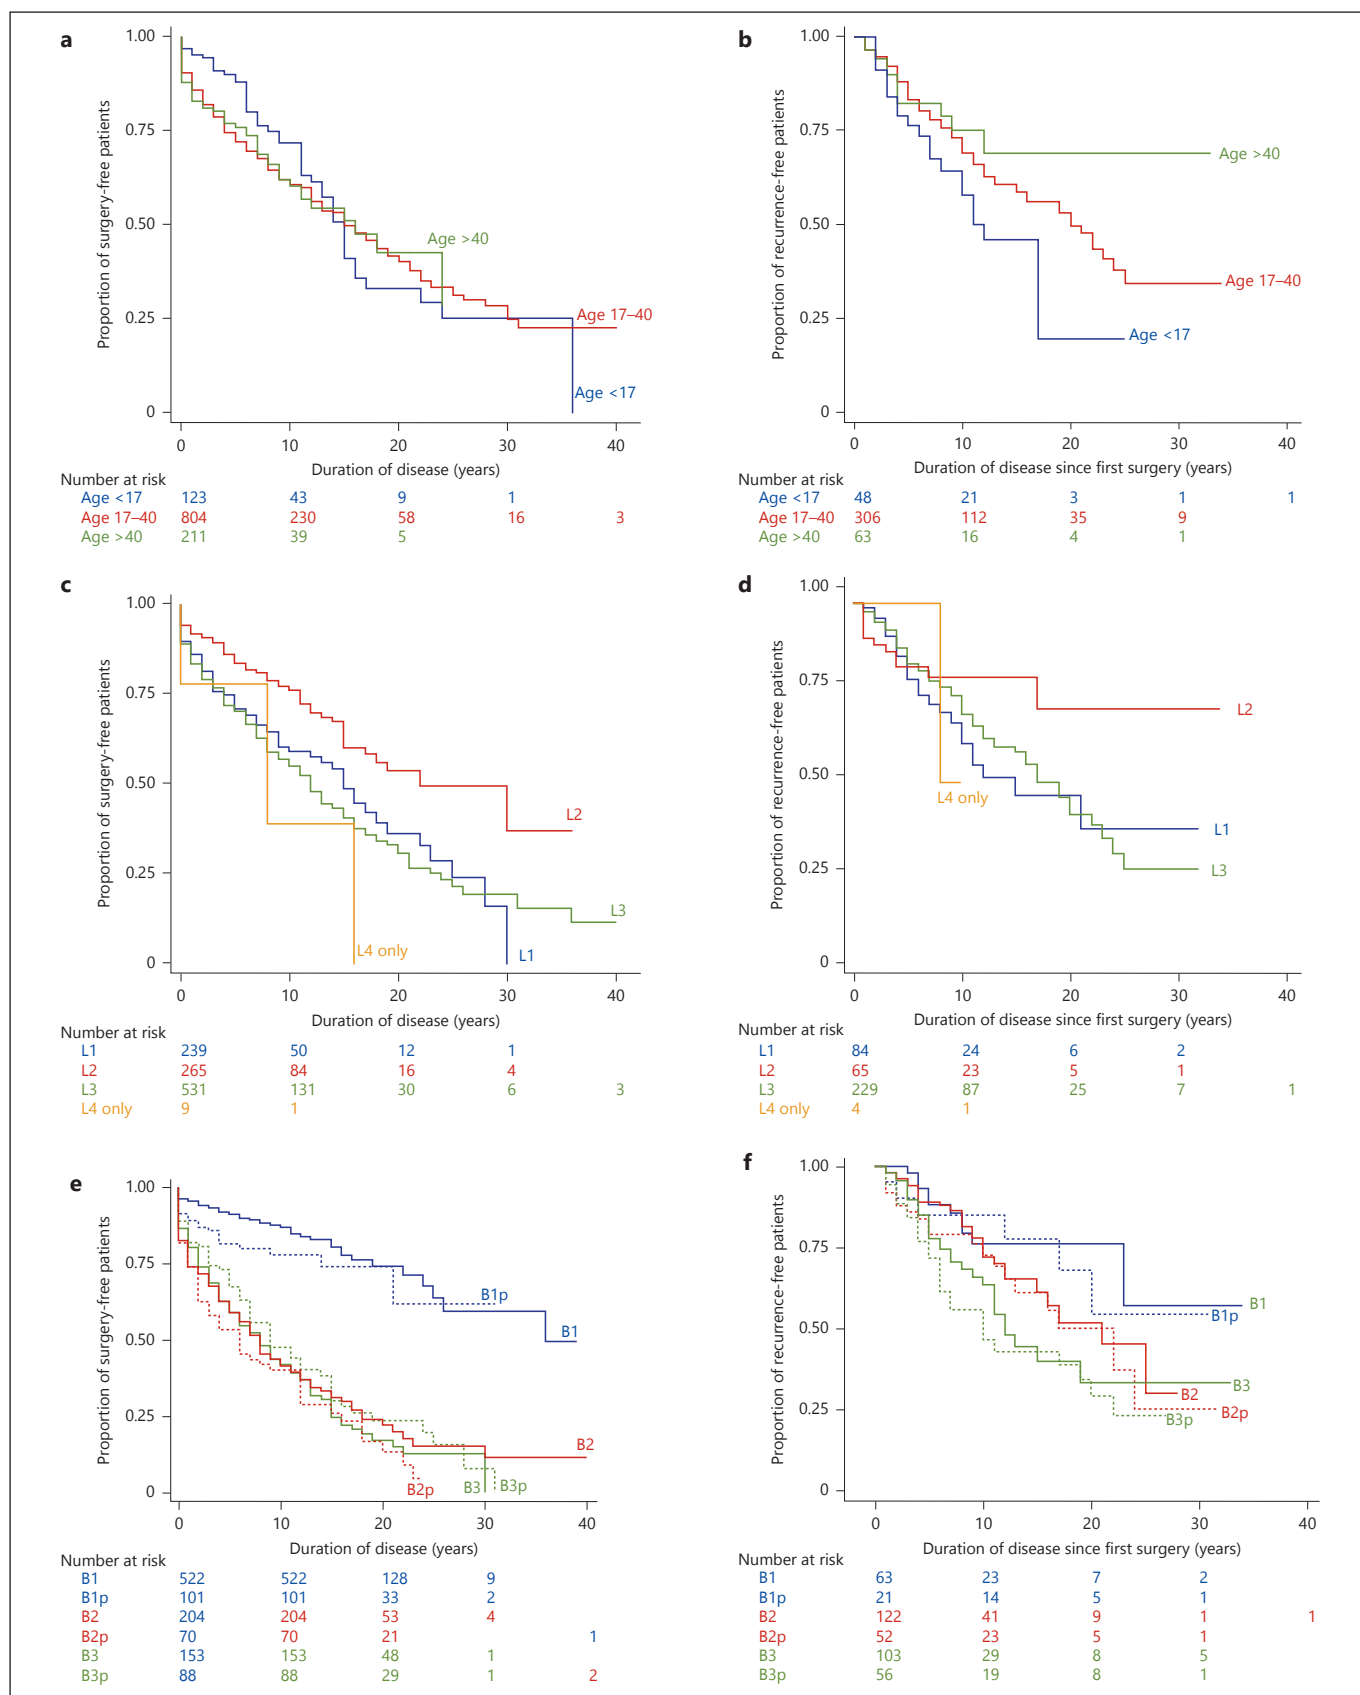 a
1.00
0.75
0.50
0.25
0
Proportion of surgery-free patients
Age >40
Age 17–40
Age <17
0 10 20 30 40
Duration of disease (years)
Number at risk
Age <17 123 43 9 1
Age 17–40 804 230 58 16 3
Age >40 211 39 5
b
1.00
0.75
0.50
0.25
0
Proportion of recurrence-free patients
Age >40
Age 17–40
Age <17
0 10 20 30 40
Duration of disease since first surgery (years)
Number at risk
Age <17 48 21 3 1 1
Age 17–40 306 112 35 9
Age >40 63 16 4 1
c
1.00
0.75
0.50
0.25
0
Proportion of surgery-free patients
L2
L3
L4 only
L1
0 10 20 30 40
Duration of disease (years)
Number at risk
L1 239 50 12 1
L2 265 84 16 4
L3 531 131 30 6 3
L4 only 9 1
d
1.00
0.75
0.50
0.25
0
Proportion of recurrence-free patients
L2
L4 only
L1
L3
0 10 20 30 40
Duration of disease since first surgery (years)
Number at risk
L1 84 24 6 2
L2 65 23 5 1
L3 229 87 25 7 1
L4 only 4 1
e
1.00
0.75
0.50
0.25
0
Proportion of surgery-free patients
B1p
B1
B2
B2p
B3
B3p
0 10 20 30 40
Duration of disease (years)
Number at risk
B1 522 522 128 9
B1p 101 101 33 2
B2 204 204 53 4
B2p 70 70 21 1
B3 153 153 48 1
B3p 88 88 29 1 2
f
1.00
0.75
0.50
0.25
0
Proportion of recurrence-free patients
B1
B1p
B3
B2
B2p
B3p
0 10 20 30 40
Duration of disease since first surgery (years)
Number at risk
B1 63 23 7 2
B1p 21 14 5 1
B2 122 41 9 1 1
B2p 52 23 5 1
B3 103 29 8 5
B3p 56 19 8 1